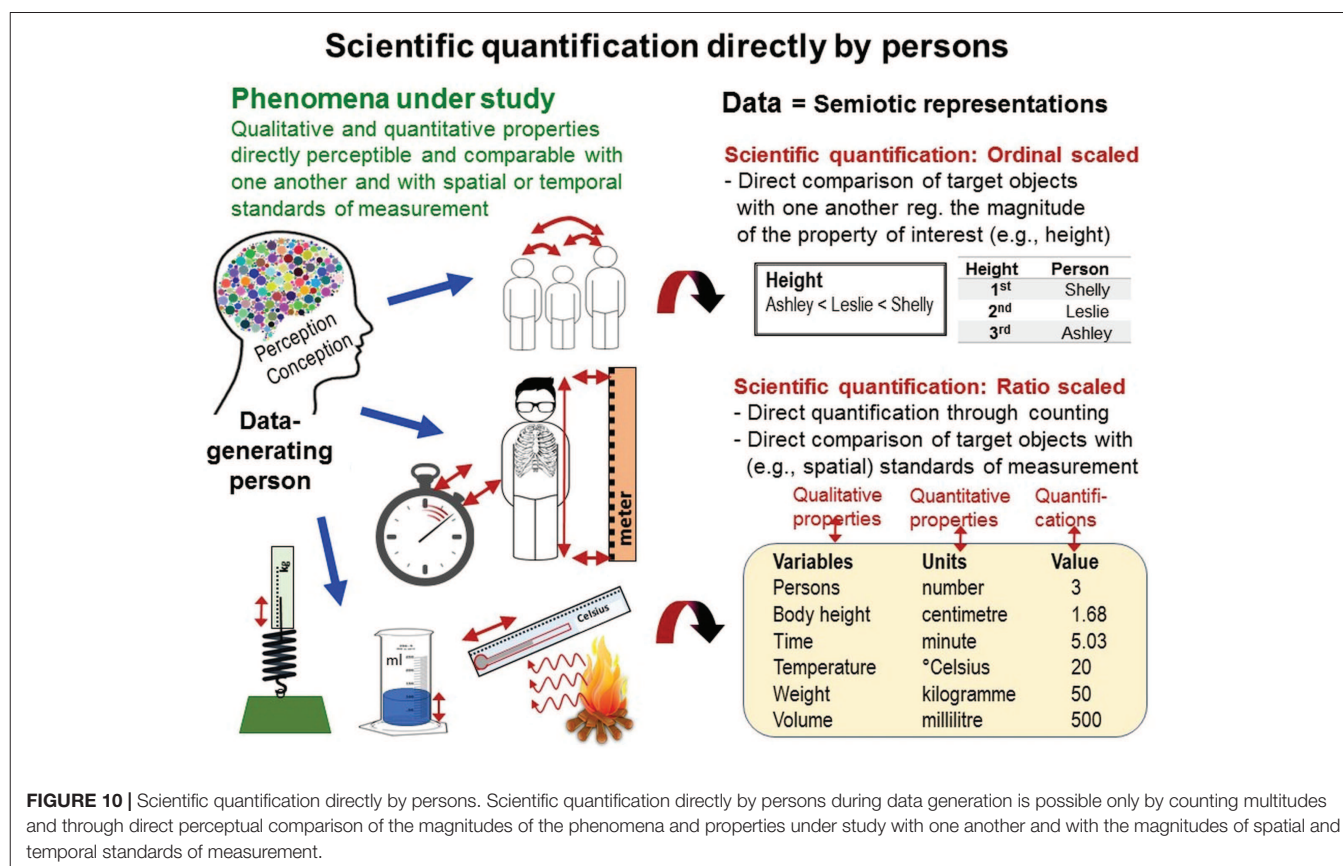 Scientific quantification directly by persons
Phenomena under study
Qualitative and quantitative properties
directly perceptible and comparable with
one another and with spatial or temporal
standards of measurement
Perception
Conception
Data-
generating
person
meter
kg
ml
Celsius
Data = Semiotic representations
Scientific quantification: Ordinal scaled
- Direct comparison of target objects
with one another reg. the magnitude
of the property of interest (e.g., height)
Height
Ashley < Leslie < Shelly
Height Person
1st Shelly
2nd Leslie
3rd Ashley
Scientific quantification: Ratio scaled
- Direct quantification through counting
- Direct comparison of target objects with
(e.g., spatial) standards of measurement
Qualitative Quantitative Quantifi-
properties properties cations
Variables Units Value
Persons number 3
Body height centimetre 1.68
Time minute 5.03
Temperature °Celsius 20
Weight kilogramme 50
Volume millilitre 500
FIGURE 10 | Scientific quantification directly by persons. Scientific quantification directly by persons during data generation is possible only by counting multitudes
and through direct perceptual comparison of the magnitudes of the phenomena and properties under study with one another and with the magnitudes of spatial and
temporal standards of measurement.